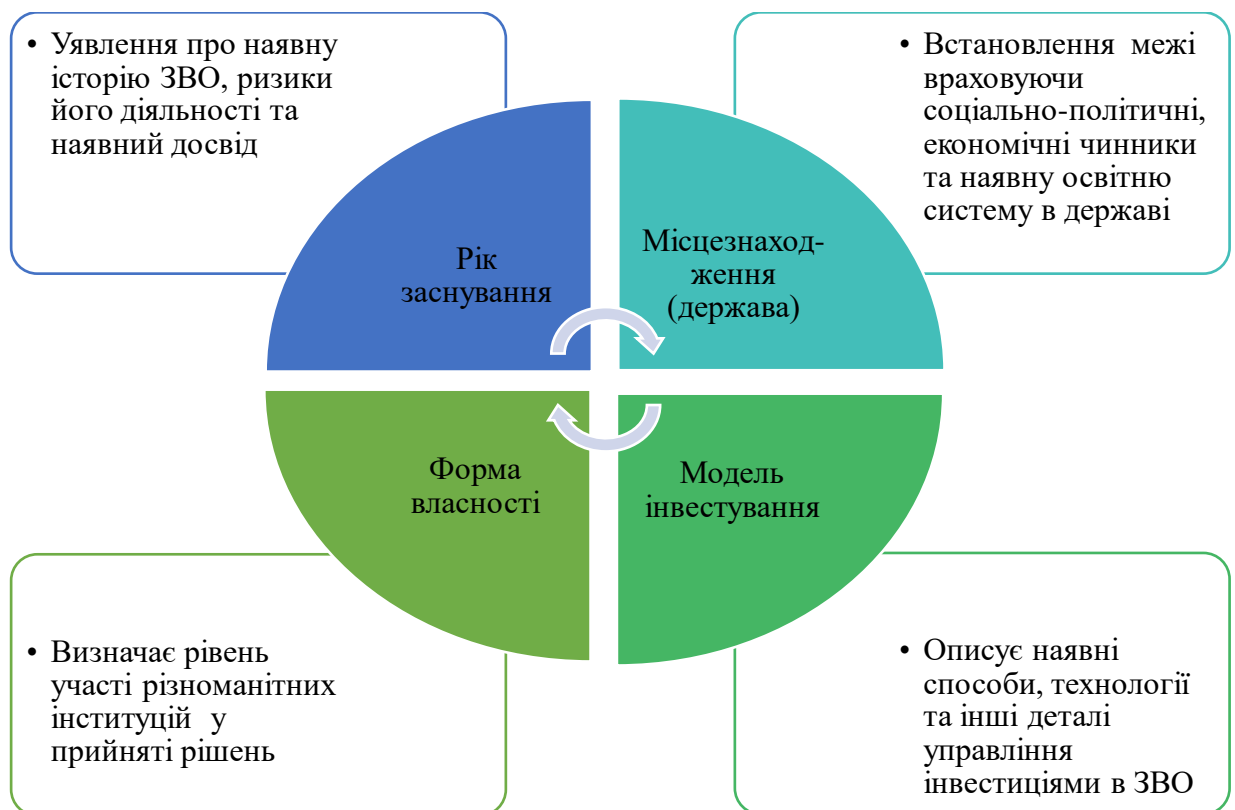 • Уявлення про наявну
історію ЗВО, ризики
його діяльності та
наявний досвід
• Встановлення межі
враховуючи
соціально-політичні,
економічні чинники
та наявну освітню
систему в державі
Рік
заснування
Місцезнаход-
ження
(держава)
Форма
власності
Модель
інвестування
• Визначає рівень
участі різноманітних
інституцій у
прийняті рішень
• Описує наявні
способи, технології
та інші деталі
управління
інвестиціями в ЗВО